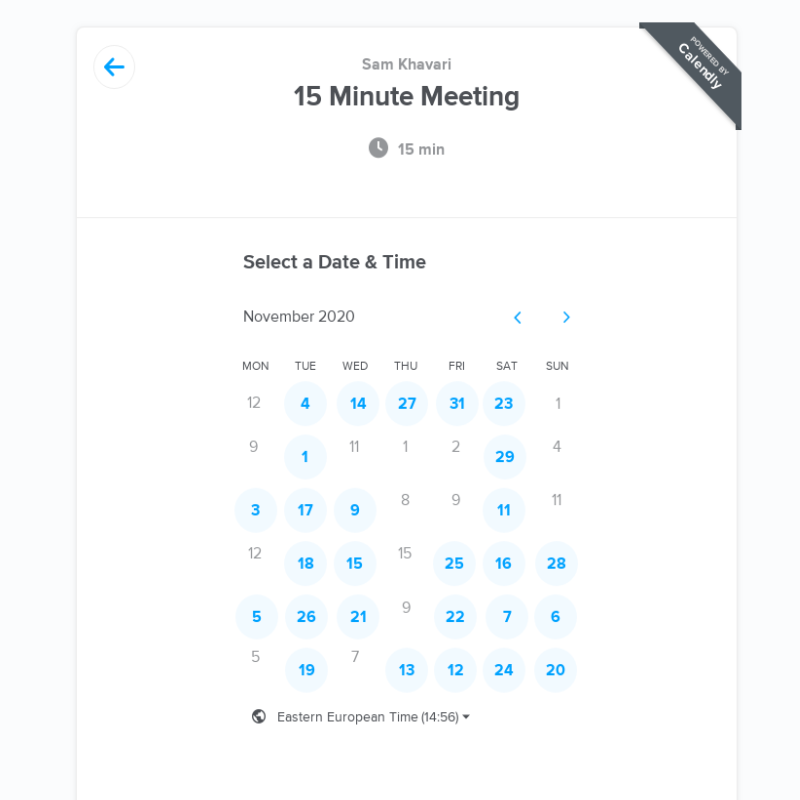 POWERED BY
Calendly
Sam Khavari
15 Minute Meeting
15 min
Select a Date & Time
November 2020
MON TUE WED THU FRI SAT SUN
12 4 14 27 31 23 1
9 1 11 1 2 29 4
3 17 9 8 9 11 11
12 18 15 15 25 16 28
5 26 21 9 22 7 6
5 19 7 13 12 24 20
Eastern European Time (14:56)